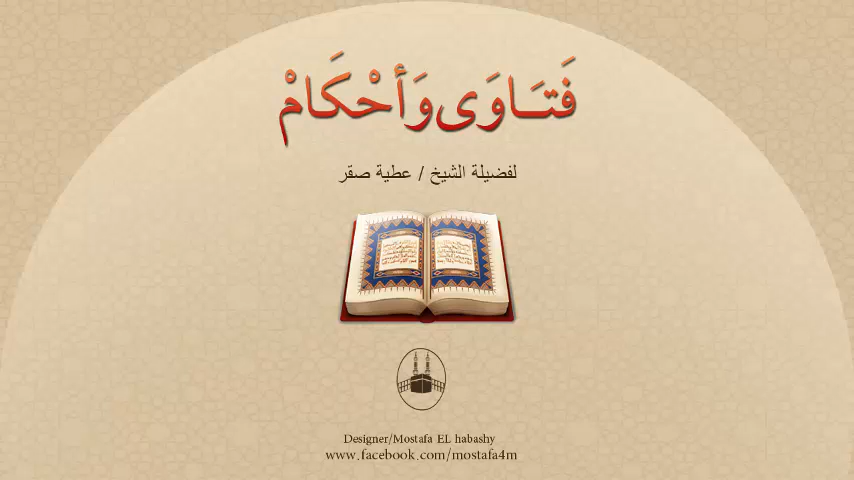 فَتَاوَى وَأحْكَامْ
لفضيلة الشيخ / عطية صقر
Designer/Mostafa EL habashy
www.facebook.com/mostafa4m